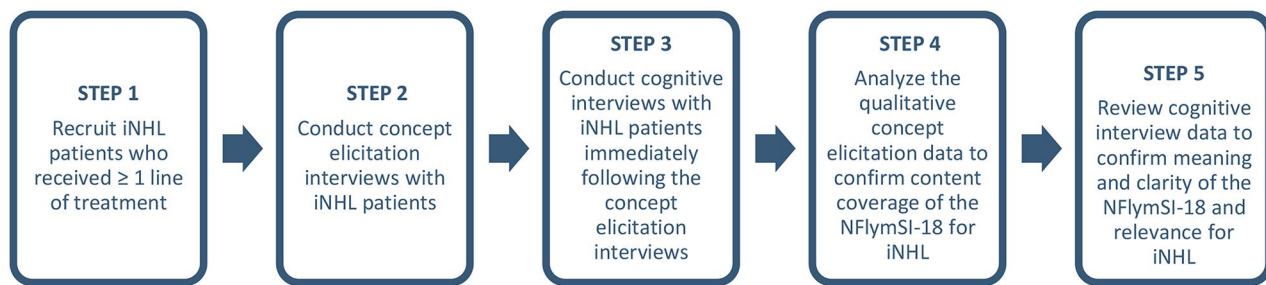 STEP 1
Recruit iNHL
patients who
received ≥ 1 line
of treatment
STEP 2
Conduct concept
elicitation
interviews with
iNHL patients
STEP 3
Conduct cognitive
interviews with
iNHL patients
immediately
following the
concept
elicitation
interviews
STEP 4
Analyze the
qualitative
concept
elicitation data to
confirm content
coverage of the
NFlymSI-18 for
iNHL
STEP 5
Review cognitive
interview data to
confirm meaning
and clarity of the
NFlymSI-18 and
relevance for
iNHL